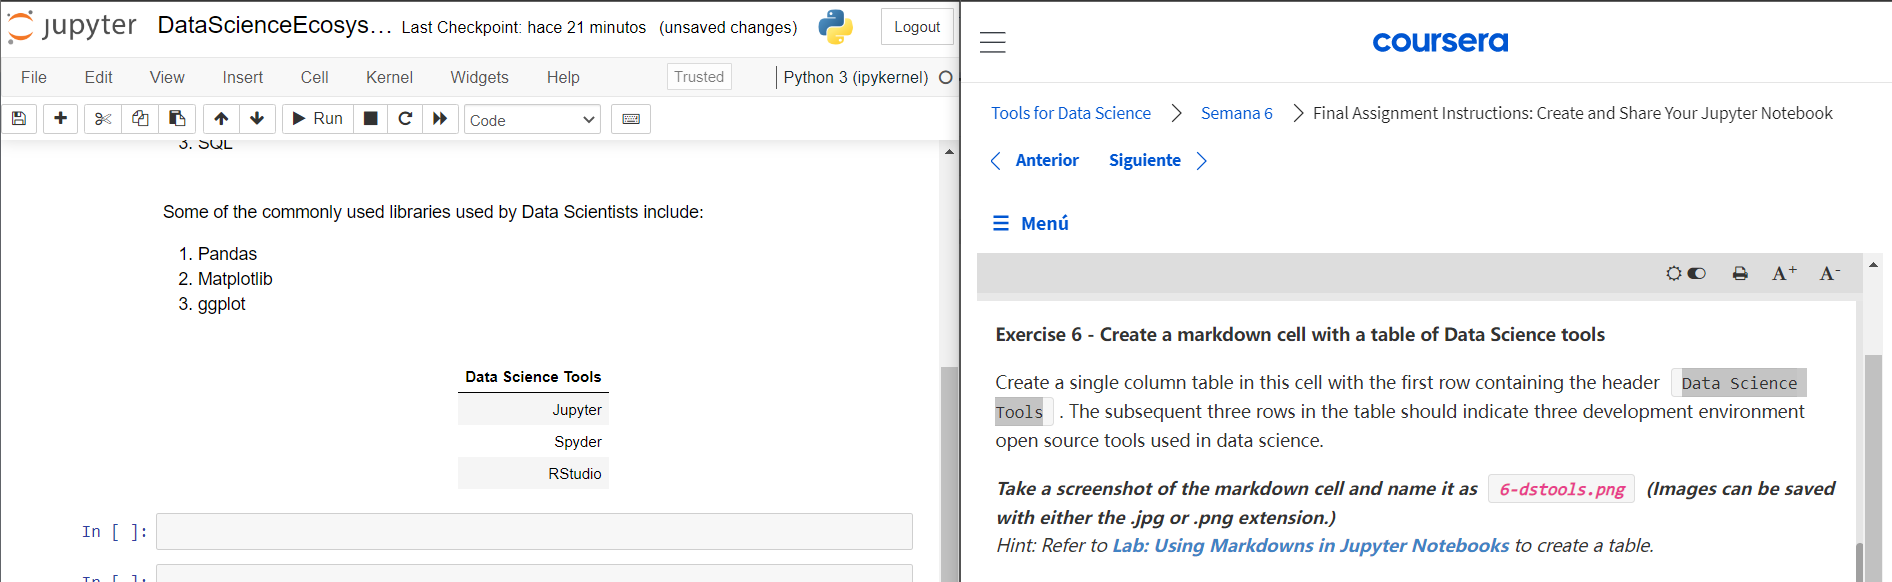 jupyter DataScienceEcosys... Last Checkpoint: hace 21 minutos (unsaved changes) Logout
File Edit View Insert Cell Kernel Widgets Help Trusted Python 3 (ipykernel)
Run Code
3. SQL
Some of the commonly used libraries used by Data Scientists include:
1. Pandas
2. Matplotlib
3. ggplot
Data Science Tools
Jupyter
Spyder
RStudio
In [ ]:
In [ ]:
coursera
Tools for Data Science > Semana 6 > Final Assignment Instructions: Create and Share Your Jupyter Notebook
< Anterior Siguiente >
☰ Menú
A+ A-
Exercise 6 - Create a markdown cell with a table of Data Science tools
Create a single column table in this cell with the first row containing the header Data Science
Tools . The subsequent three rows in the table should indicate three development environment
open source tools used in data science.
Take a screenshot of the markdown cell and name it as 6-dstools.png (Images can be saved
with either the .jpg or .png extension.)
Hint: Refer to Lab: Using Markdowns in Jupyter Notebooks to create a table.